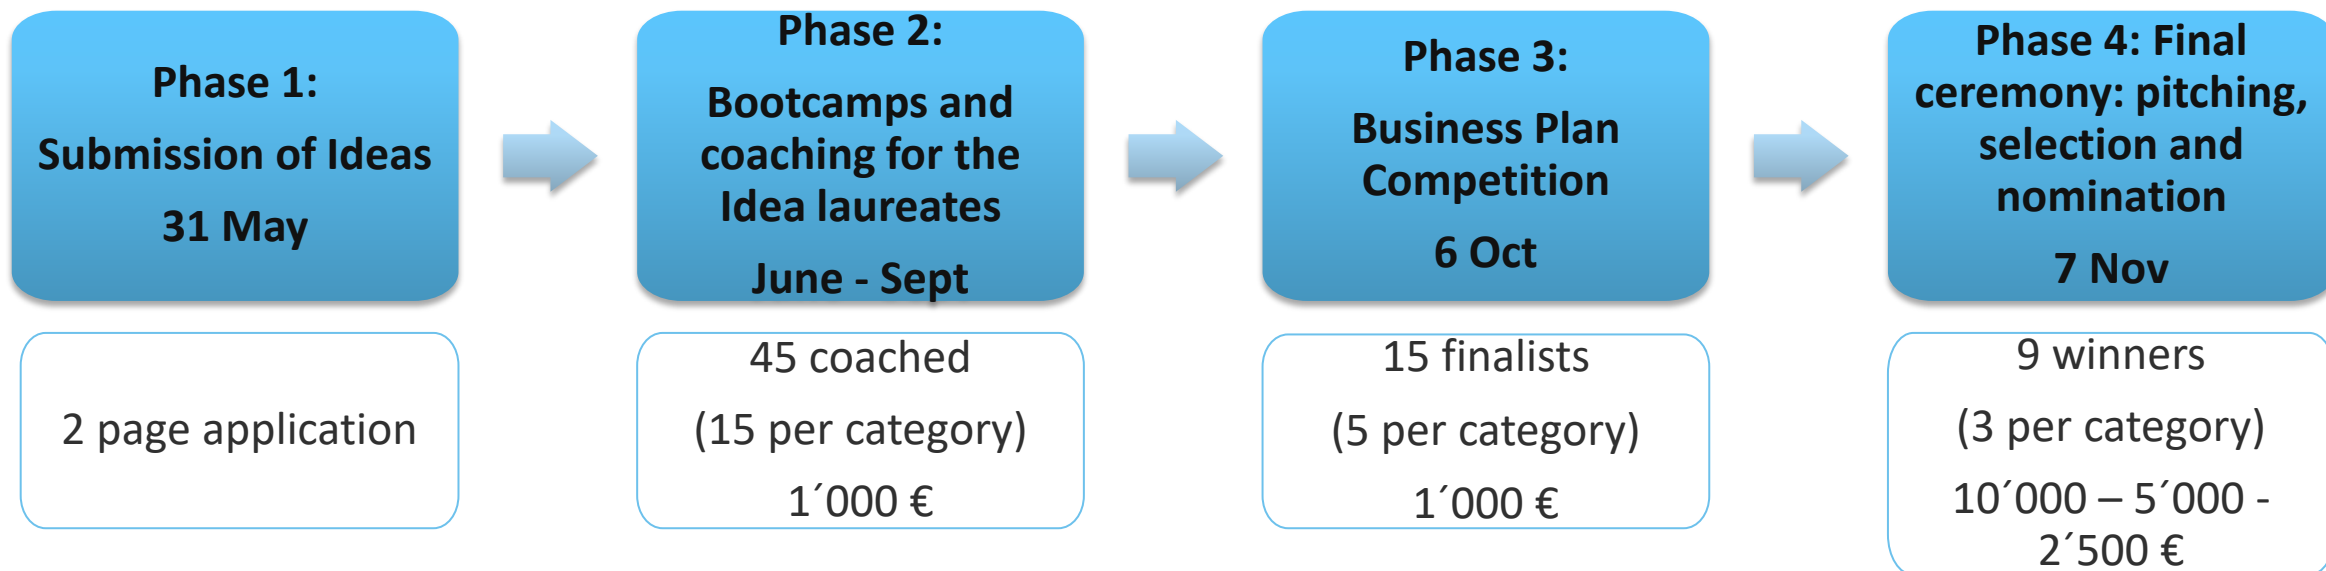 Phase 1:
Submission of Ideas
31 May
2 page application
Phase 2:
Bootcamps and
coaching for the
Idea laureates
June - Sept
45 coached
(15 per category)
1´000 €
Phase 3:
Business Plan
Competition
6 Oct
15 finalists
(5 per category)
1´000 €
Phase 4: Final
ceremony: pitching,
selection and
nomination
7 Nov
9 winners
(3 per category)
10´000 – 5´000 -
2´500 €